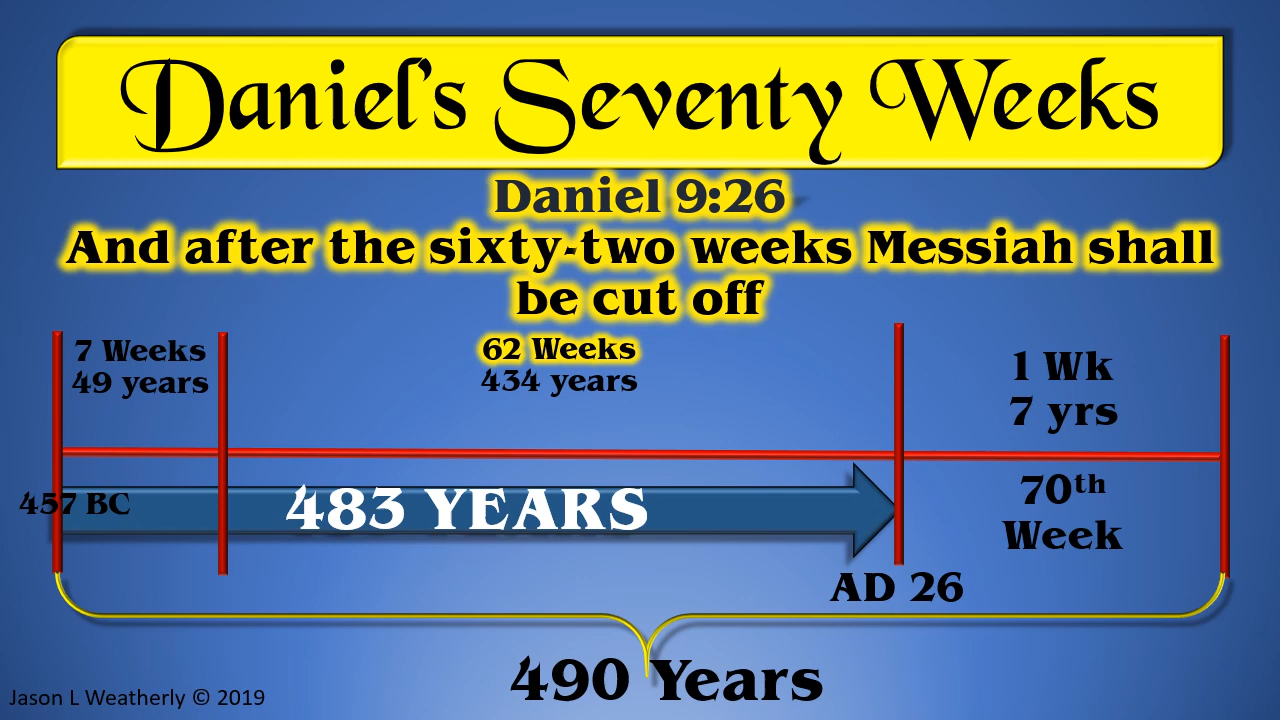 Daniel's Seventy Weeks
Daniel 9:26
And after the sixty-two weeks Messiah shall
be cut off
7 Weeks
49 years
62 Weeks
434 years
1 Wk
7 yrs
457 BC
483 YEARS
70th
Week
AD 26
490 Years
Jason L Weatherly © 2019